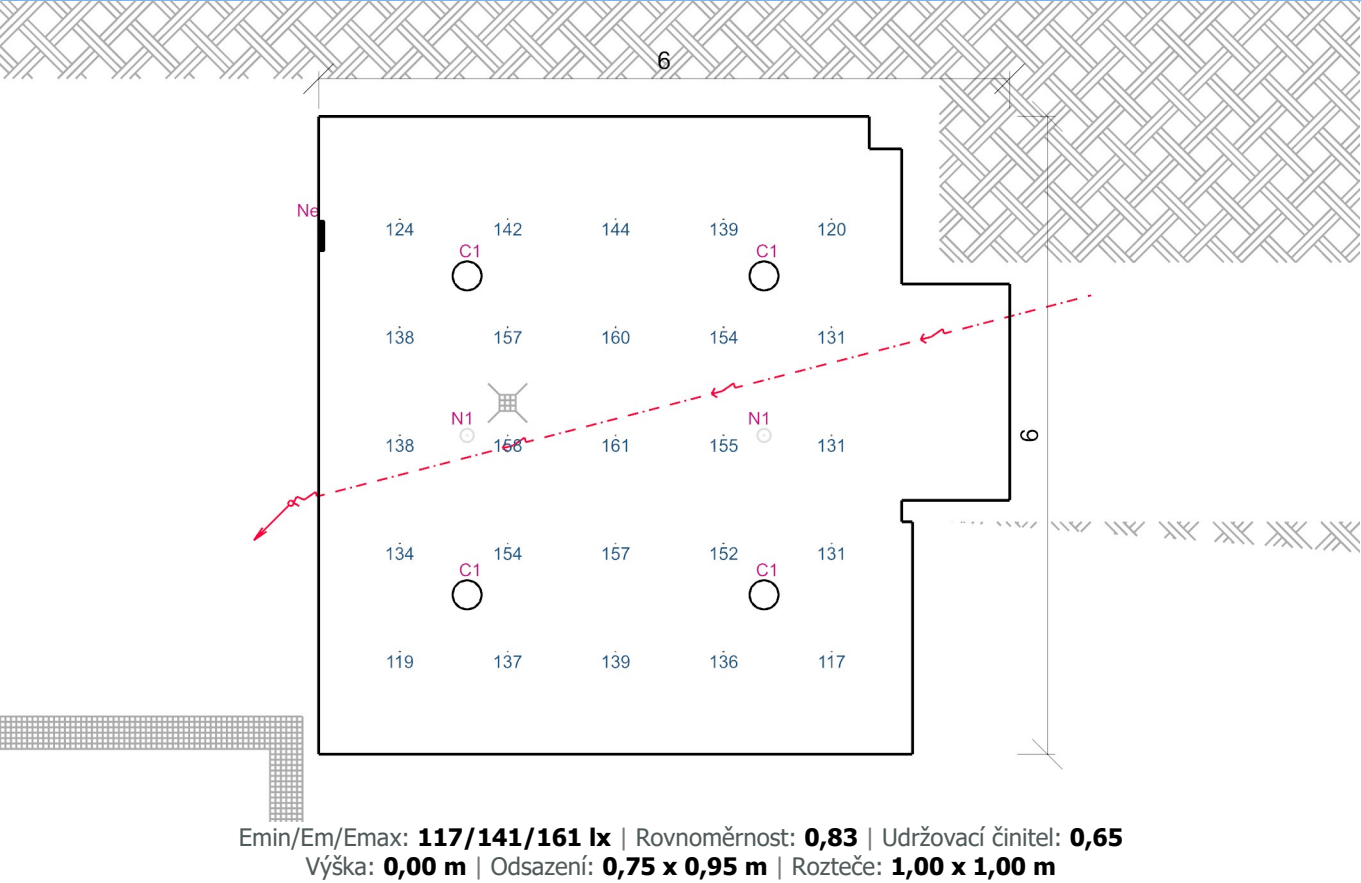 6
Ne
124 142 144 139 120
C1 C1
138 157 160 154 131
N1 N1
138 158 161 155 131
6
134 154 157 152 131
C1 C1
119 137 139 136 117
Emin/Em/Emax: 117/141/161 lx | Rovnoměrnost: 0,83 | Udržovací činitel: 0,65
Výška: 0,00 m | Odsazení: 0,75 x 0,95 m | Rozteče: 1,00 x 1,00 m